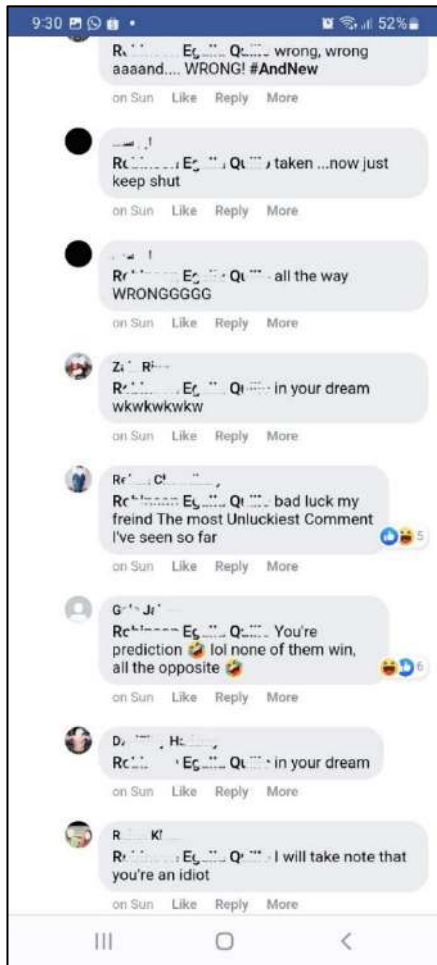 9:30 52%
wrong, wrong
aaaand.... WRONG! #AndNew
on Sun Like Reply More
taken ...now just
keep shut
on Sun Like Reply More
all the way
WRONGGGGG
on Sun Like Reply More
in your dream
wkwkwkwkw
on Sun Like Reply More
bad luck my
freind The most Unluckiest Comment
I've seen so far
5
on Sun Like Reply More
You're
prediction 🤣 lol none of them win,
all the opposite 🤣
6
on Sun Like Reply More
in your dream
on Sun Like Reply More
I will take note that
you're an idiot
on Sun Like Reply More